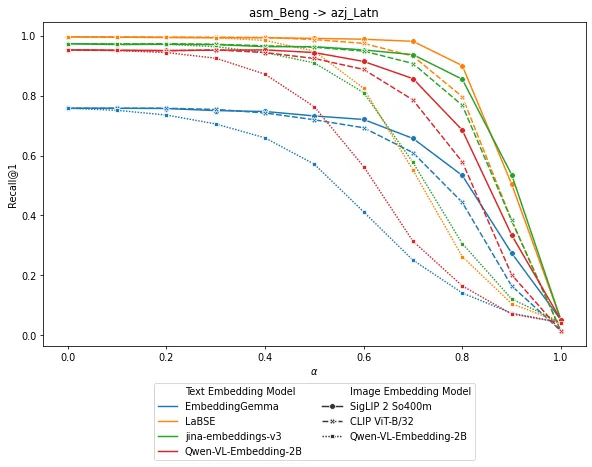 asm_Beng -> azj_Latn
Recall@1
1.0
0.8
0.6
0.4
0.2
0.0
0.0 0.2 0.4 0.6 0.8 1.0
α
Text Embedding Model
EmbeddingGemma
LaBSE
jina-embeddings-v3
Qwen-VL-Embedding-2B
Image Embedding Model
SigLIP 2 So400m
CLIP ViT-B/32
Qwen-VL-Embedding-2B